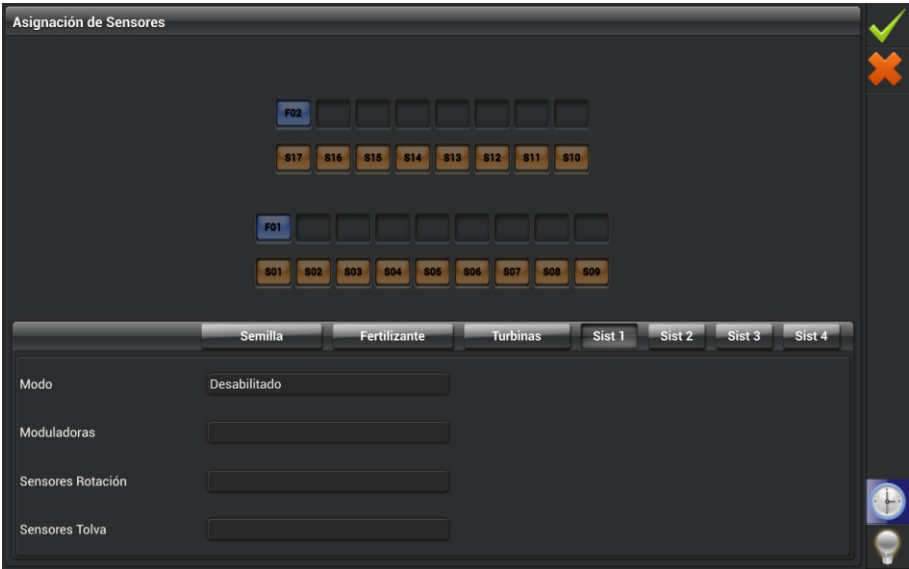 Asignación de Sensores
F02
S17 S16 S15 S14 S13 S12 S11 S10
F01
S01 S02 S03 S04 S05 S06 S07 S08 S09
Semilla Fertilizante Turbinas Sist 1 Sist 2 Sist 3 Sist 4
Modo Desabilitado
Moduladoras
Sensores Rotación
Sensores Tolva